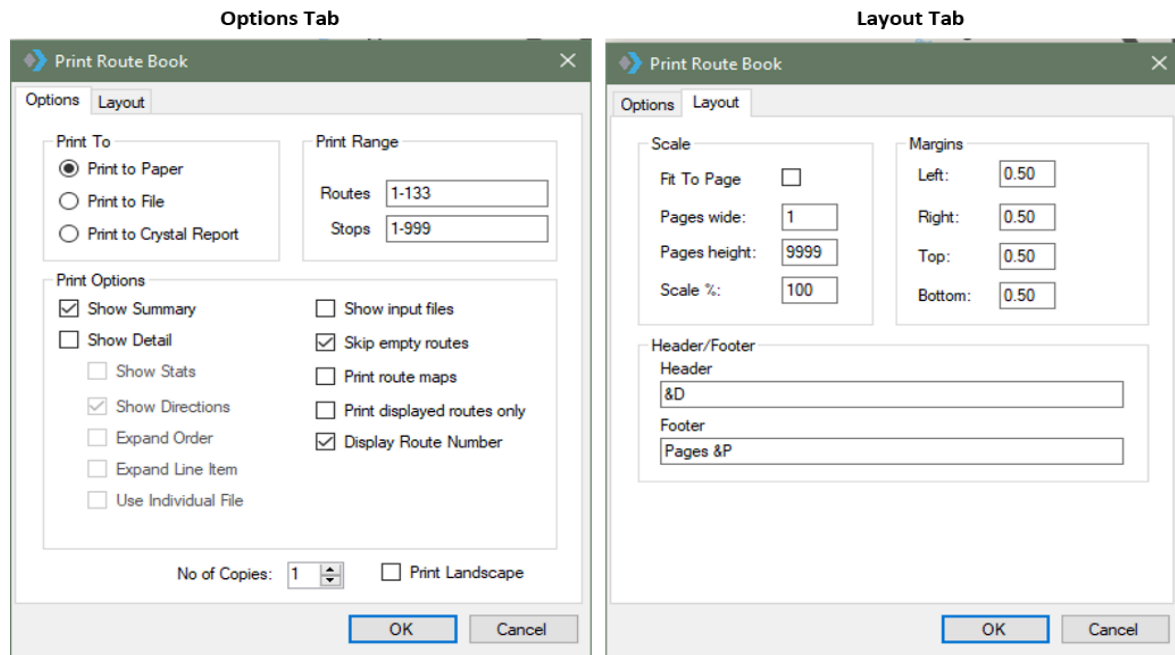 Options Tab
Print Route Book
Options Layout
Print To
Print to Paper
Print to File
Print to Crystal Report
Print Range
Routes 1-133
Stops 1-999
Print Options
Show Summary
Show Detail
Show Stats
Show Directions
Expand Order
Expand Line Item
Use Individual File
Show input files
Skip empty routes
Print route maps
Print displayed routes only
Display Route Number
No of Copies: 1 Print Landscape
OK Cancel
Layout Tab
Print Route Book
Options Layout
Scale
Fit To Page
Pages wide: 1
Pages height: 9999
Scale %: 100
Margins
Left: 0.50
Right: 0.50
Top: 0.50
Bottom: 0.50
Header/Footer
Header
&D
Footer
Pages &P
OK Cancel